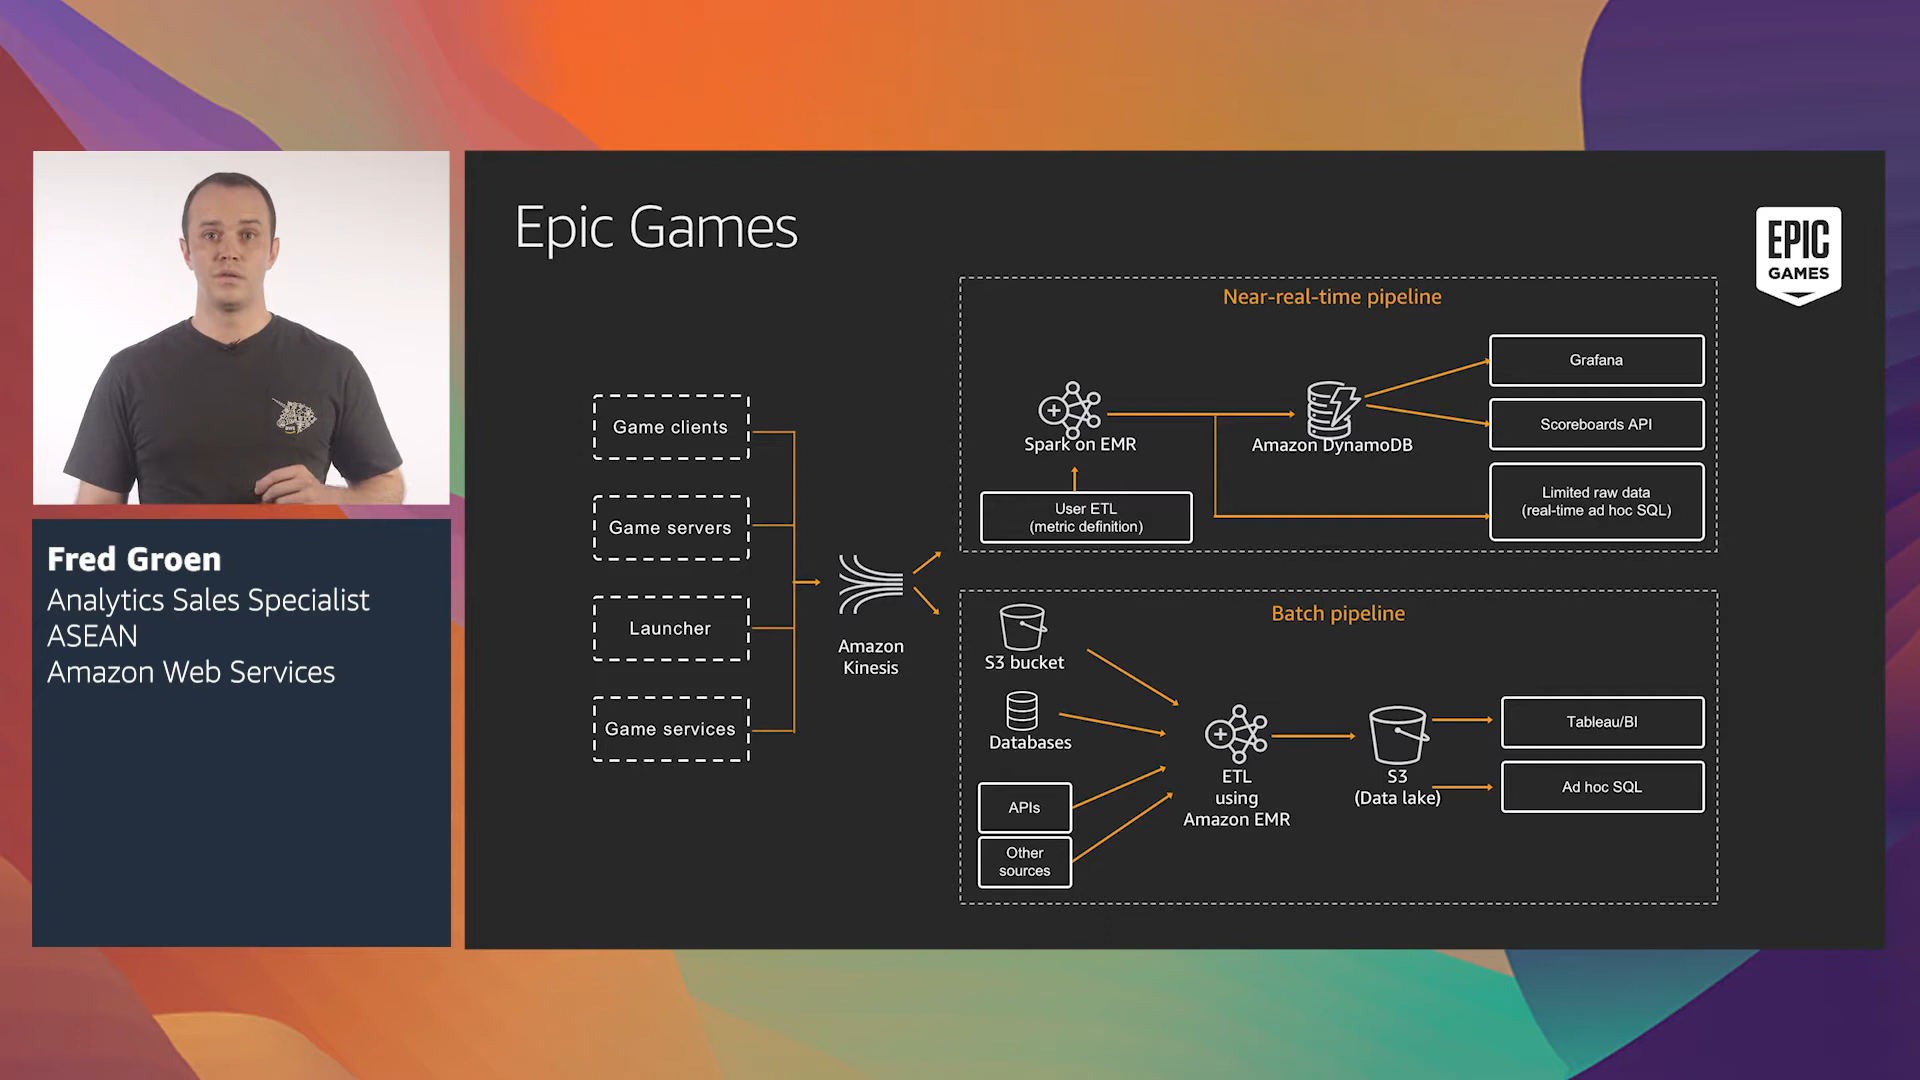 Epic Games
EPIC
GAMES
Near-real-time pipeline
Grafana
Scoreboards API
Limited raw data
(real-time ad hoc SQL)
Spark on EMR
Amazon DynamoDB
User ETL
(metric definition)
Game clients
Game servers
Launcher
Game services
Amazon
Kinesis
Batch pipeline
S3 bucket
Databases
APIs
Other
sources
ETL
using
Amazon EMR
S3
(Data lake)
Tableau/BI
Ad hoc SQL
Fred Groen
Analytics Sales Specialist
ASEAN
Amazon Web Services
aws